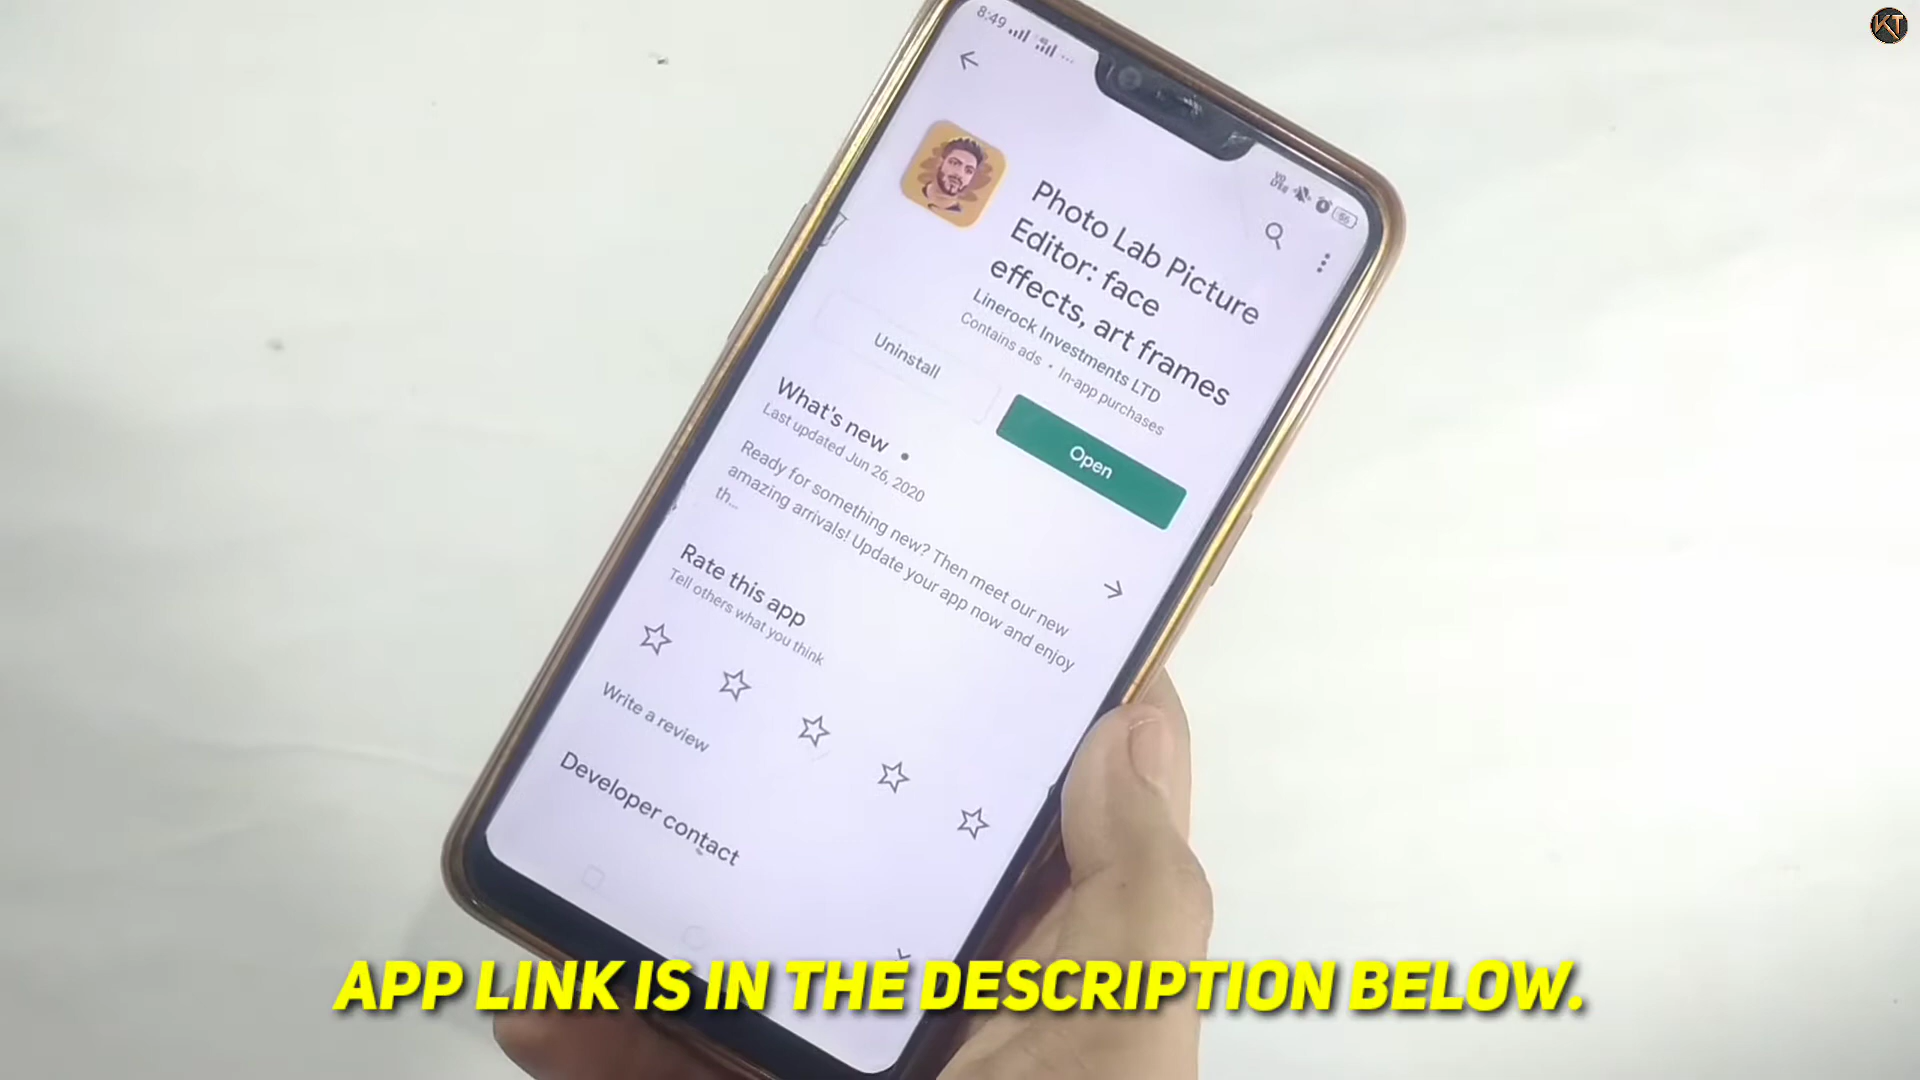 8:49
KT
VO
LTE
66
Photo Lab Picture
Editor: face
effects, art frames
Linerock Investments LTD
Contains ads • In-app purchases
Uninstall
Open
What's new •
Last updated Jun 26, 2020
Ready for something new? Then meet our new
amazing arrivals! Update your app now and enjoy
th...
Rate this app
Tell others what you think
Write a review
Developer contact
APP LINK IS IN THE DESCRIPTION BELOW.